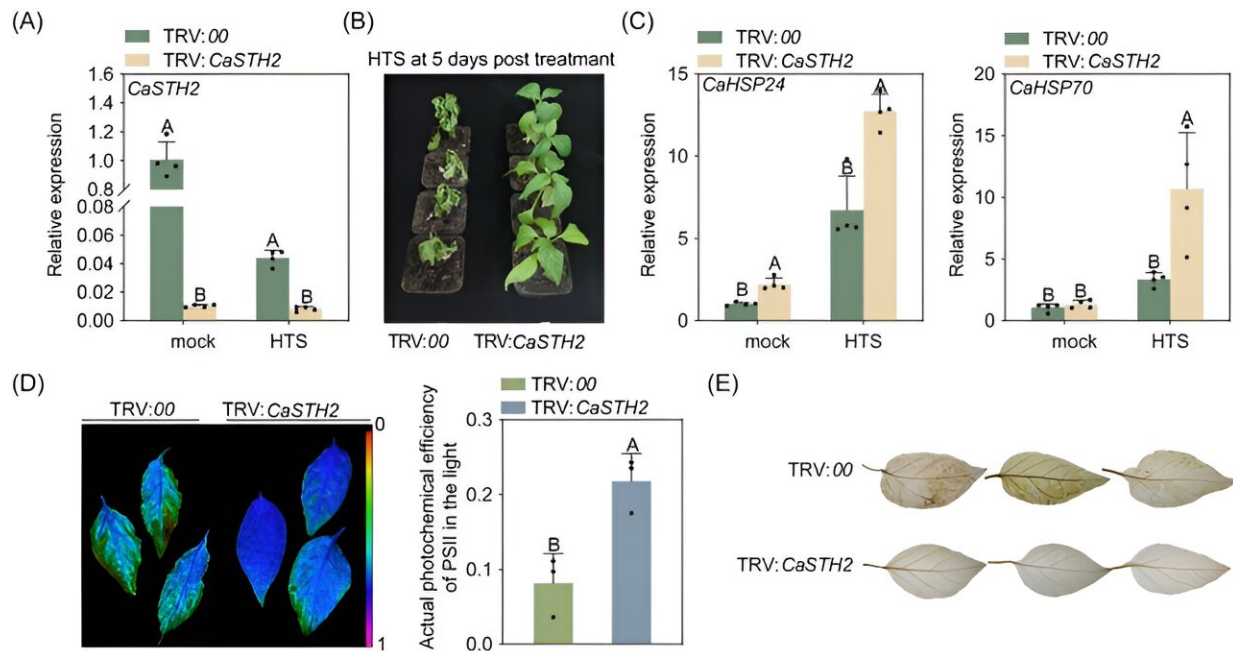 (A)
TRV:00
TRV:CaSTH2
CaSTH2
Relative expression
1.6
1.4
1.2
1.0
0.8
0.08
0.06
0.04
0.02
0.00
A
B
A
B
mock
HTS
(B)
HTS at 5 days post treatmant
TRV:00
TRV:CaSTH2
(C)
TRV:00
TRV:CaSTH2
CaHSP24
Relative expression
15
10
5
0
B
A
B
A
mock
HTS
TRV:00
TRV:CaSTH2
CaHSP70
Relative expression
20
15
10
5
0
B
B
B
A
mock
HTS
(D)
TRV:00
TRV:CaSTH2
0
1
TRV:00
TRV:CaSTH2
Actual photochemical efficiency
of PSII in the light
0.3
0.2
0.1
0.0
B
A
(E)
TRV:00
TRV:CaSTH2